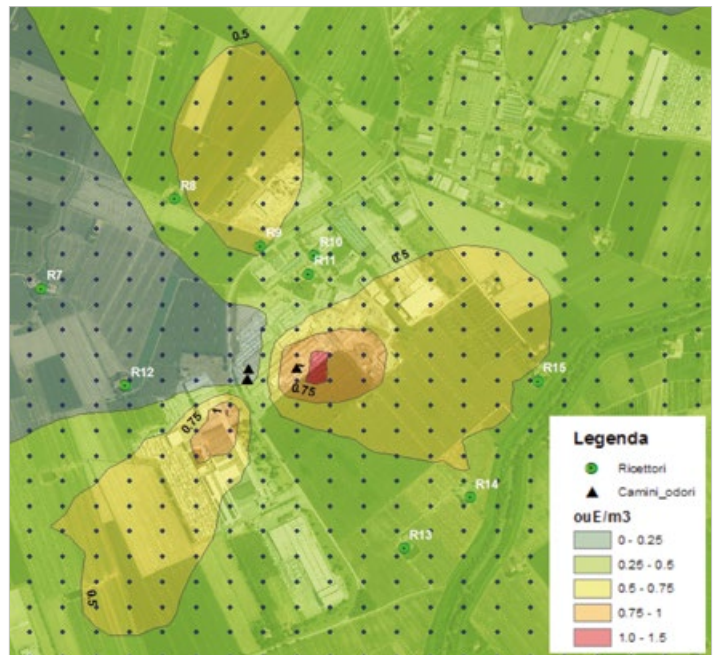 0.5
R8
R9
R10
R11
0.5
R7
R12
0.75
R15
0.75
1
R14
R13
0.5
Legenda
Ricettori
Camini_odori
ouE/m3
0 - 0.25
0.25 - 0.5
0.5 - 0.75
0.75 - 1
1.0 - 1.5